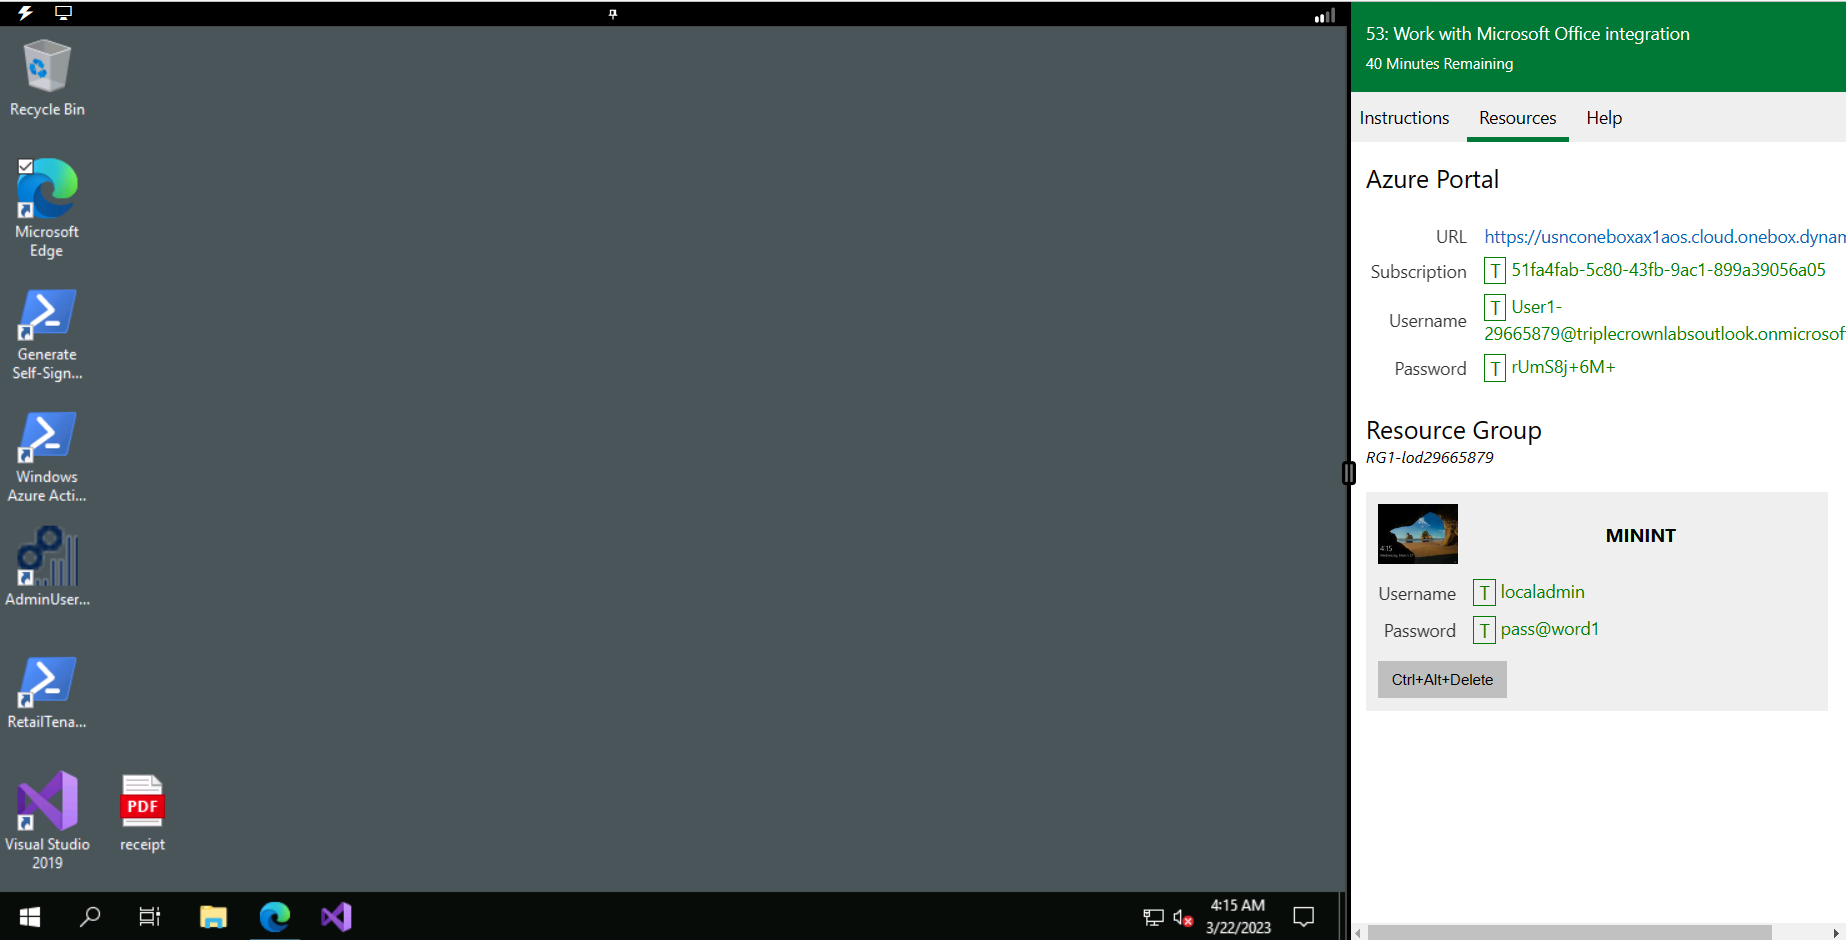 Recycle Bin
Microsoft
Edge
Generate
Self-Sign...
Windows
Azure Acti...
AdminUser...
RetailTena...
Visual Studio
2019
PDF
receipt
4:15 AM
3/22/2023
53: Work with Microsoft Office integration
40 Minutes Remaining
Instructions
Resources
Help
Azure Portal
URL
https://usnconeboxax1aos.cloud.onebox.dynam
Subscription
T 51fa4fab-5c80-43fb-9ac1-899a39056a05
Username
T User1-
29665879@triplecrownlabsoutlook.onmicrosof
Password
T rUmS8j+6M+
Resource Group
RG1-lod29665879
4:15
MININT
Username
T localadmin
Password
T pass@word1
Ctrl+Alt+Delete